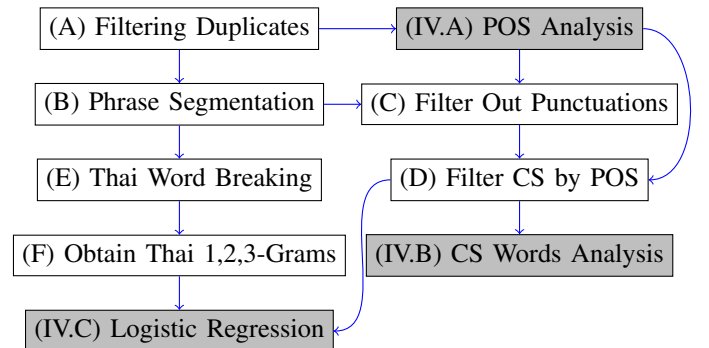 (A) Filtering Duplicates
(IV.A) POS Analysis
(B) Phrase Segmentation
(C) Filter Out Punctuations
(E) Thai Word Breaking
(D) Filter CS by POS
(F) Obtain Thai 1,2,3-Grams
(IV.B) CS Words Analysis
(IV.C) Logistic Regression